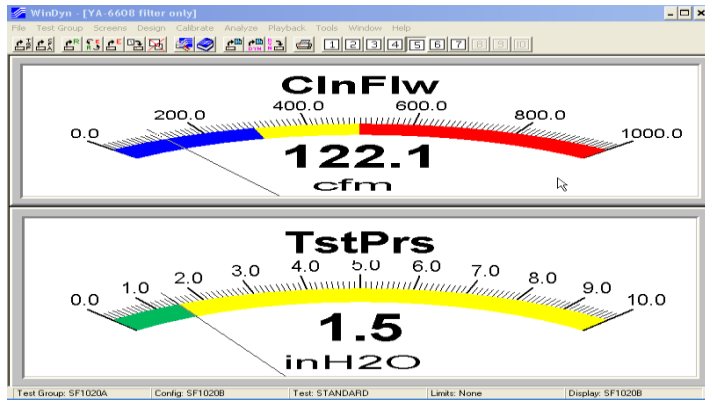 WinDyn - [YA-6608 filter only]
File Test Group Screens Design Calibrate Analyze Playback Tools Window Help
1 2 3 4 5 6 7 8 9 10
ClnFlw
0.0 200.0 400.0 600.0 800.0 1000.0
122.1
cfm
TstPrs
0.0 1.0 2.0 3.0 4.0 5.0 6.0 7.0 8.0 9.0 10.0
1.5
inH2O
Test Group: SF1020A Config: SF1020B Test: STANDARD Limits: None Display: SF1020B